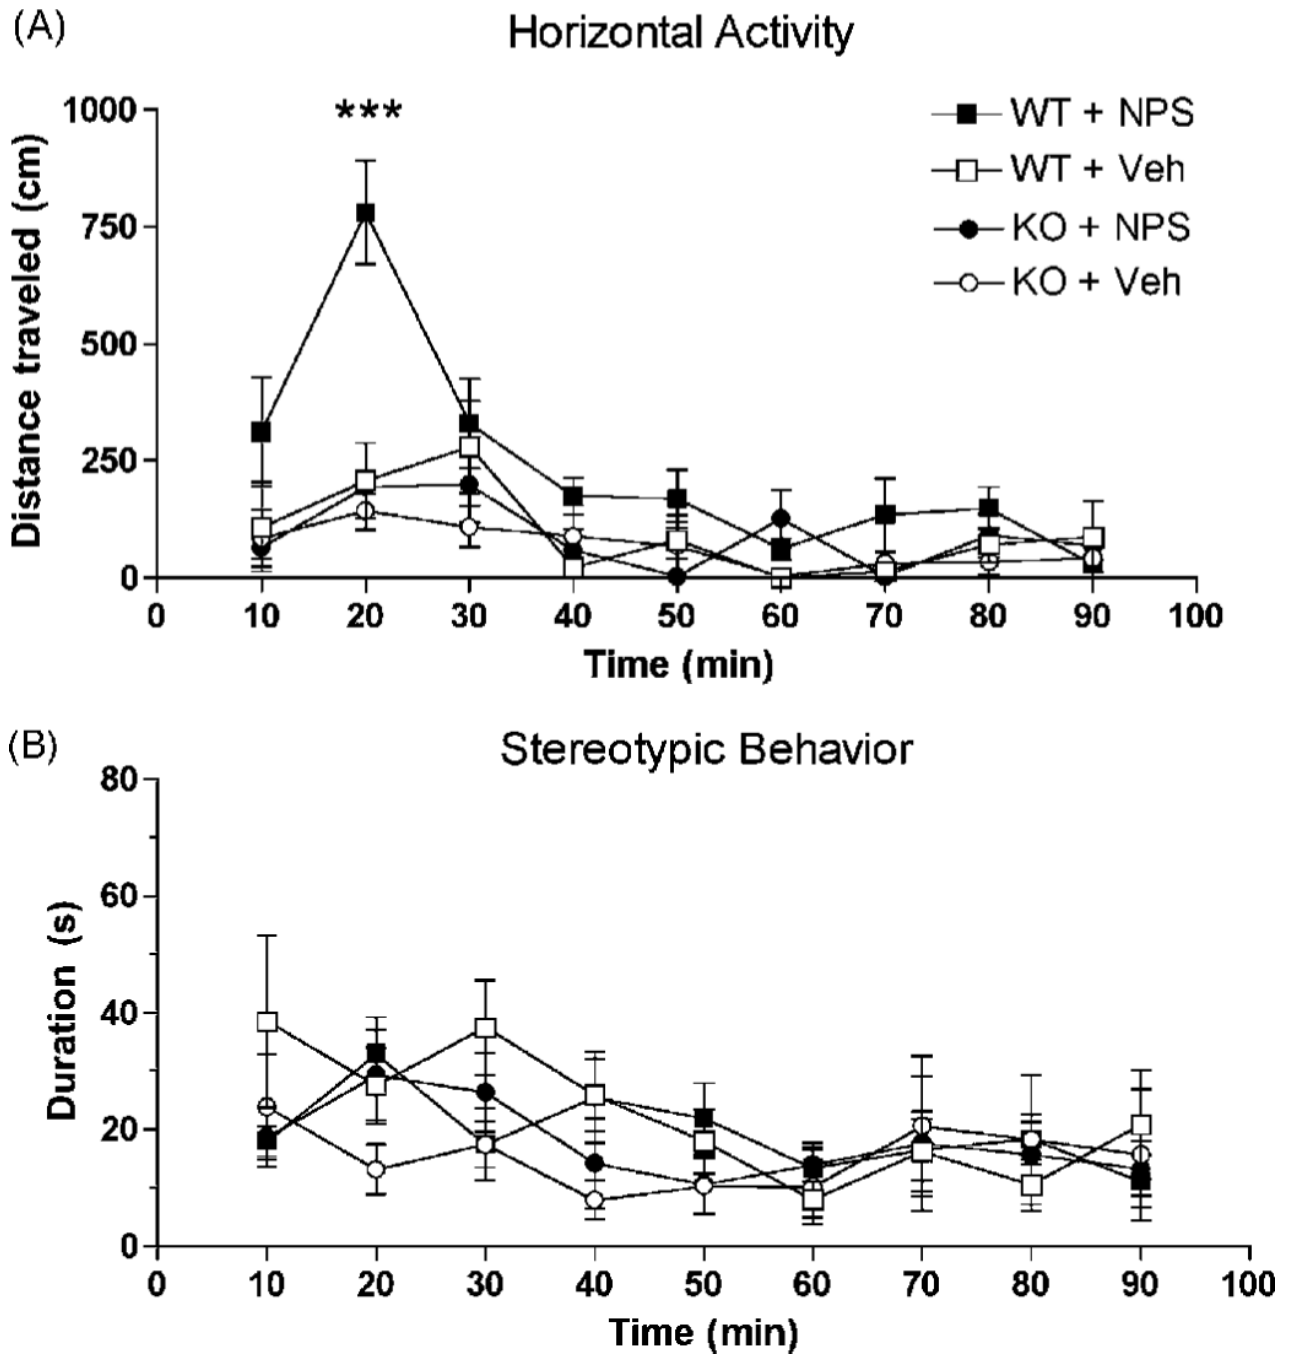 (A)
Horizontal Activity
***
WT + NPS
WT + Veh
KO + NPS
KO + Veh
Distance traveled (cm)
1000
750
500
250
0
0 10 20 30 40 50 60 70 80 90 100
Time (min)
(B)
Stereotypic Behavior
Duration (s)
80
60
40
20
0
0 10 20 30 40 50 60 70 80 90 100
Time (min)